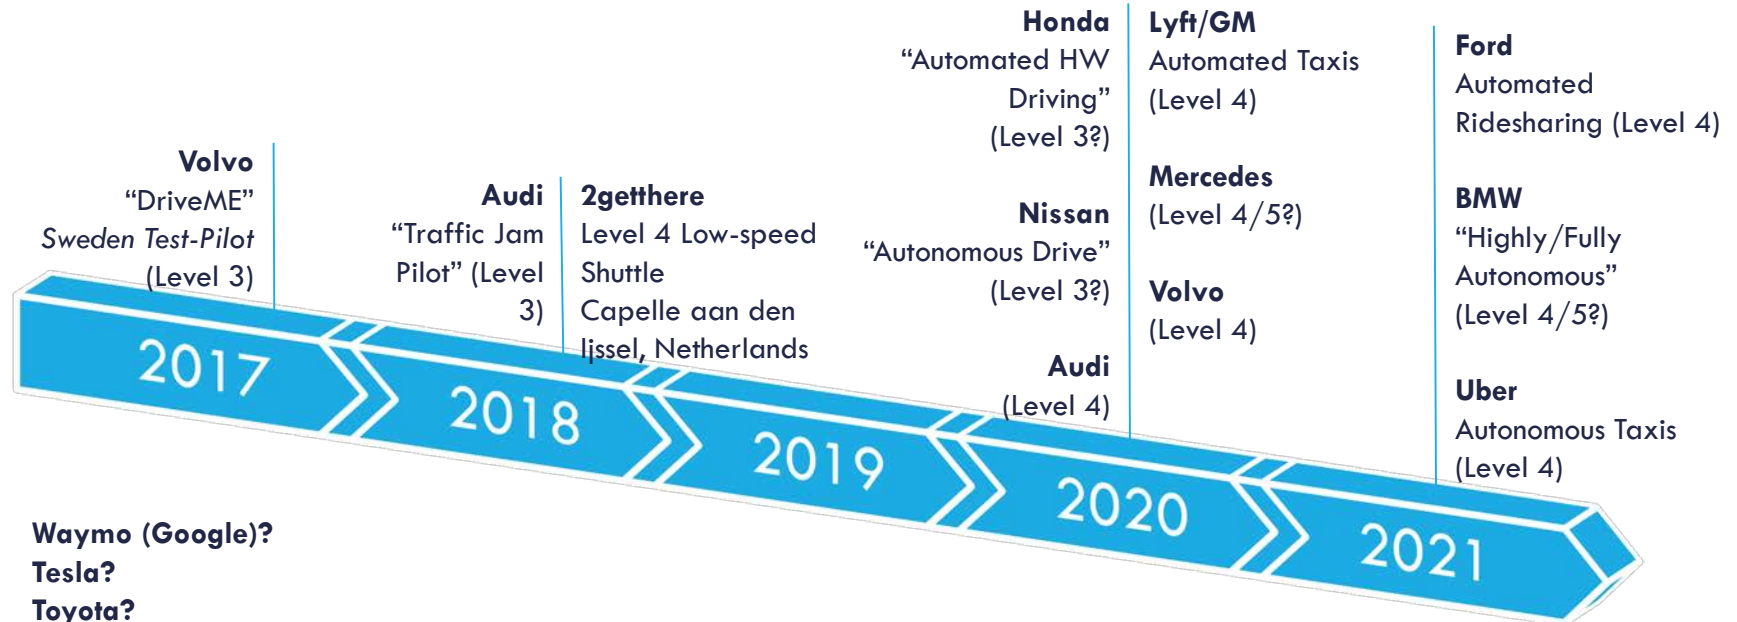 Volvo
“DriveME”
Sweden Test-Pilot
(Level 3)
Audi
“Traffic Jam
Pilot” (Level
3)
2getthere
Level 4 Low-speed
Shuttle
Capelle aan den
Ijssel, Netherlands
Honda
“Automated HW
Driving”
(Level 3?)
Nissan
“Autonomous Drive”
(Level 3?)
Audi
(Level 4)
Lyft/GM
Automated Taxis
(Level 4)
Mercedes
(Level 4/5?)
Volvo
(Level 4)
Ford
Automated
Ridesharing (Level 4)
BMW
“Highly/Fully
Autonomous”
(Level 4/5?)
Uber
Autonomous Taxis
(Level 4)
2017
2018
2019
2020
2021
Waymo (Google)?
Tesla?
Toyota?